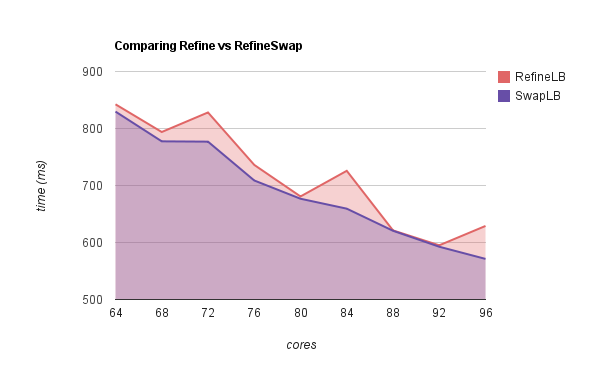 Comparing Refine vs RefineSwap
900
800
700
600
500
time (ms)
64 68 72 76 80 84 88 92 96
cores
RefineLB
SwapLB